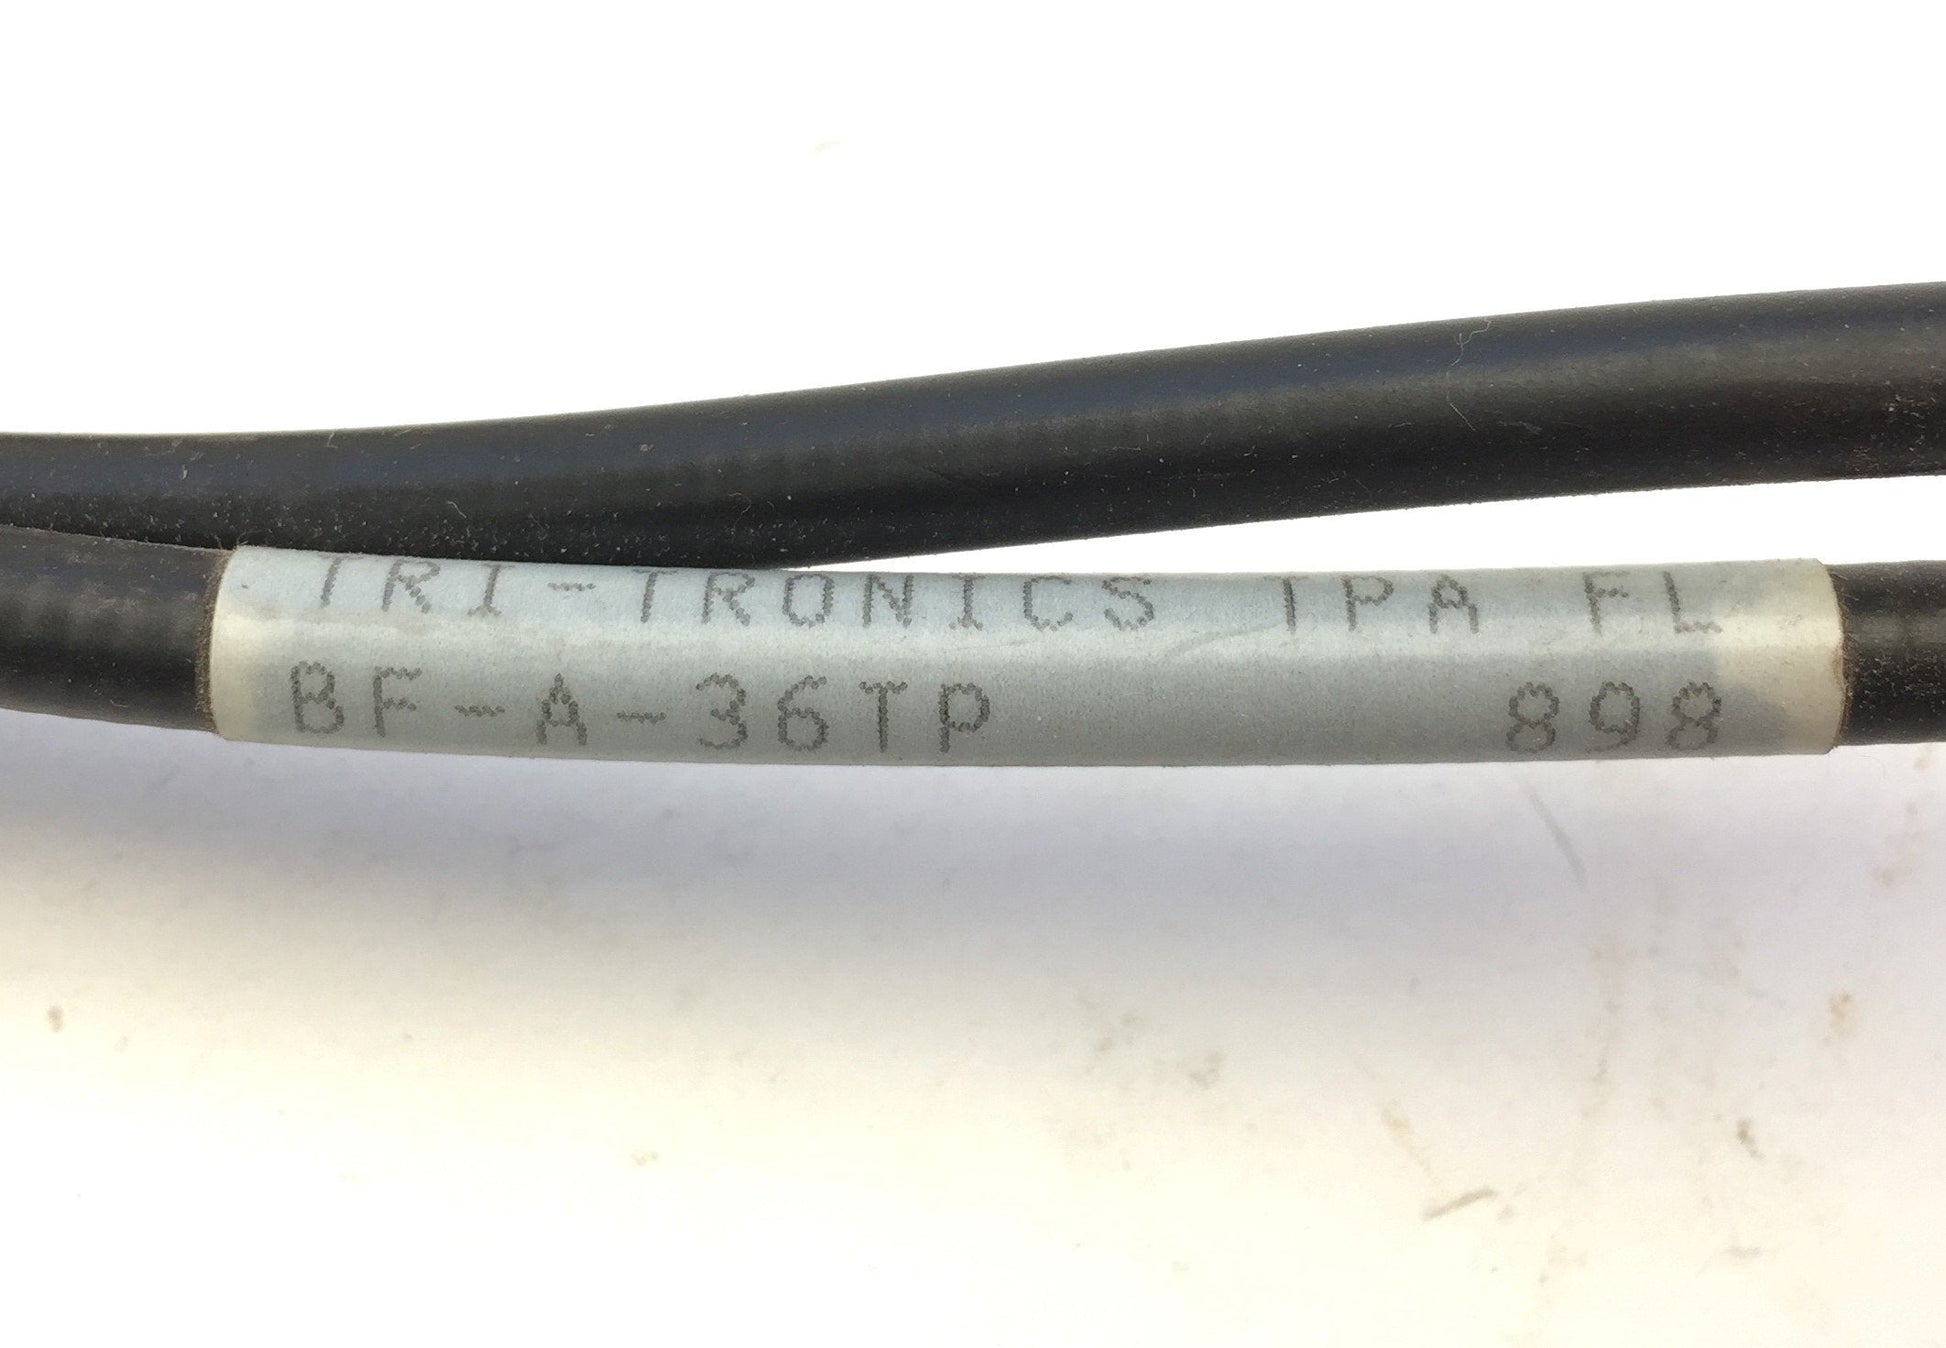 TRI-TRONICS TPA FL
BF-A-36TP 898